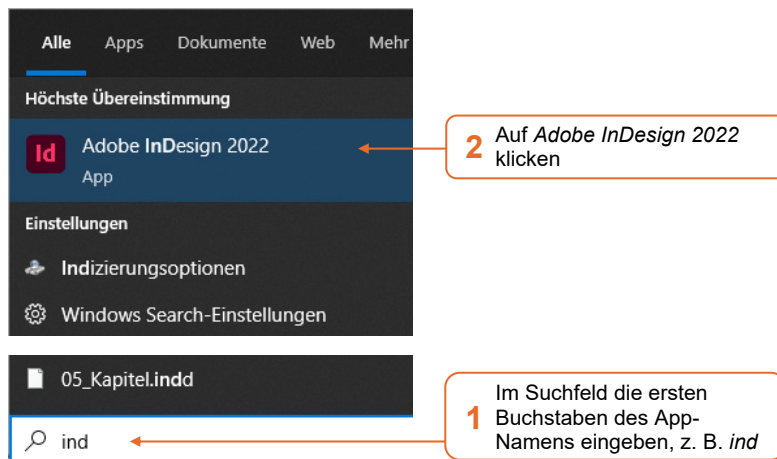 Alle Apps Dokumente Web Mehr
Höchste Übereinstimmung
Id Adobe InDesign 2022
App
Einstellungen
Indizierungsoptionen
Windows Search-Einstellungen
05_Kapitel.indd
ind
2 Auf Adobe InDesign 2022
klicken
1 Im Suchfeld die ersten
Buchstaben des App-
Namens eingeben, z. B. ind